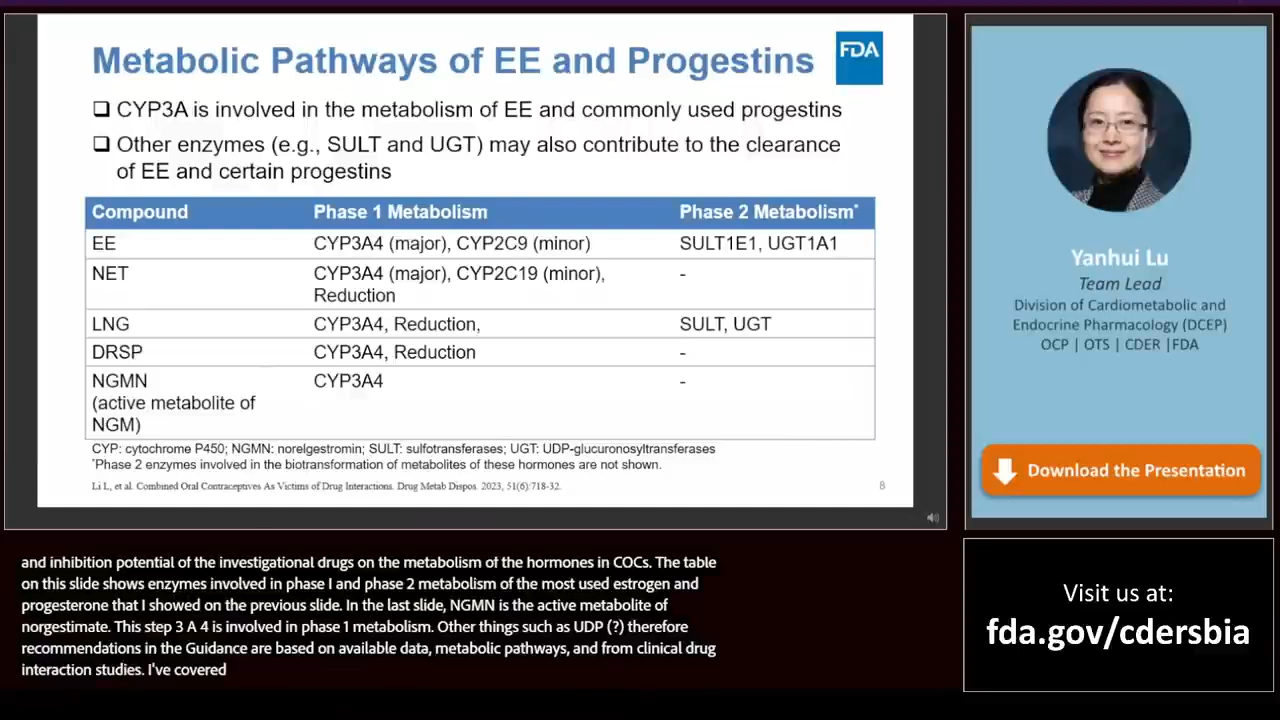 Metabolic Pathways of EE and Progestins
FDA
❑ CYP3A is involved in the metabolism of EE and commonly used progestins
❑ Other enzymes (e.g., SULT and UGT) may also contribute to the clearance
of EE and certain progestins
Compound Phase 1 Metabolism Phase 2 Metabolism*
EE CYP3A4 (major), CYP2C9 (minor) SULT1E1, UGT1A1
NET CYP3A4 (major), CYP2C19 (minor), -
Reduction
LNG CYP3A4, Reduction, SULT, UGT
DRSP CYP3A4, Reduction -
NGMN CYP3A4 -
(active metabolite of
NGM)
CYP: cytochrome P450; NGMN: norelgestromin; SULT: sulfotransferases; UGT: UDP-glucuronosyltransferases
*Phase 2 enzymes involved in the biotransformation of metabolites of these hormones are not shown.
Li L, et al. Combined Oral Contraceptives As Victims of Drug Interactions. Drug Metab Dispos. 2023, 51(6):718-32.
8
Yanhui Lu
Team Lead
Division of Cardiometabolic and
Endocrine Pharmacology (DCEP)
OCP | OTS | CDER |FDA
Download the Presentation
and inhibition potential of the investigational drugs on the metabolism of the hormones in COCs. The table
on this slide shows enzymes involved in phase I and phase 2 metabolism of the most used estrogen and
progesterone that I showed on the previous slide. In the last slide, NGMN is the active metabolite of
norgestimate. This step 3 A 4 is involved in phase 1 metabolism. Other things such as UDP (?) therefore
recommendations in the Guidance are based on available data, metabolic pathways, and from clinical drug
interaction studies. I've covered
Visit us at:
fda.gov/cdersbia